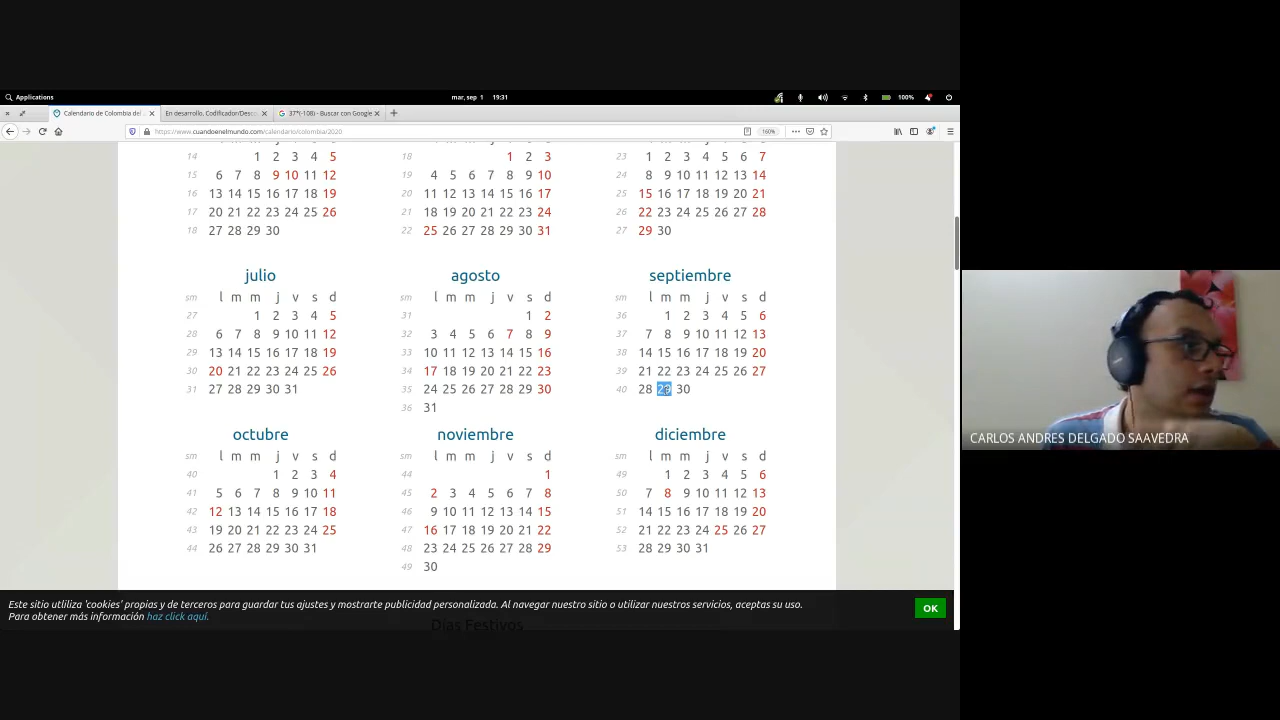 Applications
mar, sep 1 19:31
100%
Calendario de Colombia del
En desarrollo, Codificador/Desc
37*(-108) - Buscar con Google
https://www.cuandoenelmundo.com/calendario/colombia/2020
160%
14 1 2 3 4 5
15 6 7 8 9 10 11 12
16 13 14 15 16 17 18 19
17 20 21 22 23 24 25 26
18 27 28 29 30
18 1 2 3
19 4 5 6 7 8 9 10
20 11 12 13 14 15 16 17
21 18 19 20 21 22 23 24
22 25 26 27 28 29 30 31
23 1 2 3 4 5 6 7
24 8 9 10 11 12 13 14
25 15 16 17 18 19 20 21
26 22 23 24 25 26 27 28
27 29 30
julio
sm l m m j v s d
27 1 2 3 4 5
28 6 7 8 9 10 11 12
29 13 14 15 16 17 18 19
30 20 21 22 23 24 25 26
31 27 28 29 30 31
agosto
sm l m m j v s d
31 1 2
32 3 4 5 6 7 8 9
33 10 11 12 13 14 15 16
34 17 18 19 20 21 22 23
35 24 25 26 27 28 29 30
36 31
septiembre
sm l m m j v s d
36 1 2 3 4 5 6
37 7 8 9 10 11 12 13
38 14 15 16 17 18 19 20
39 21 22 23 24 25 26 27
40 28 29 30
octubre
sm l m m j v s d
40 1 2 3 4
41 5 6 7 8 9 10 11
42 12 13 14 15 16 17 18
43 19 20 21 22 23 24 25
44 26 27 28 29 30 31
noviembre
sm l m m j v s d
44 1
45 2 3 4 5 6 7 8
46 9 10 11 12 13 14 15
47 16 17 18 19 20 21 22
48 23 24 25 26 27 28 29
49 30
diciembre
sm l m m j v s d
49 1 2 3 4 5 6
50 7 8 9 10 11 12 13
51 14 15 16 17 18 19 20
52 21 22 23 24 25 26 27
53 28 29 30 31
Este sitio utiliza 'cookies' propias y de terceros para guardar tus ajustes y mostrarte publicidad personalizada. Al navegar nuestro sitio o utilizar nuestros servicios, aceptas su uso.
Para obtener más información haz click aquí.
OK
Días Festivos
CARLOS ANDRES DELGADO SAAVEDRA